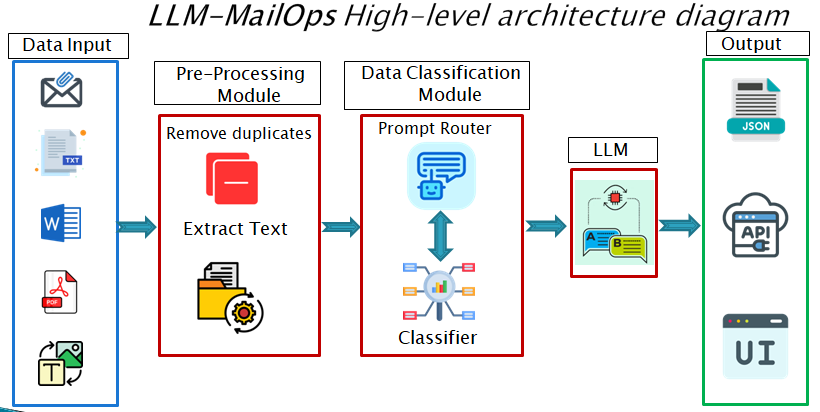 LLM-MailOps High-level architecture diagram
Data Input
TXT
W
PDF
T
Pre-Processing
Module
Remove duplicates
Extract Text
Data Classification
Module
Prompt Router
Classifier
LLM
A
B
Output
JSON
API
UI